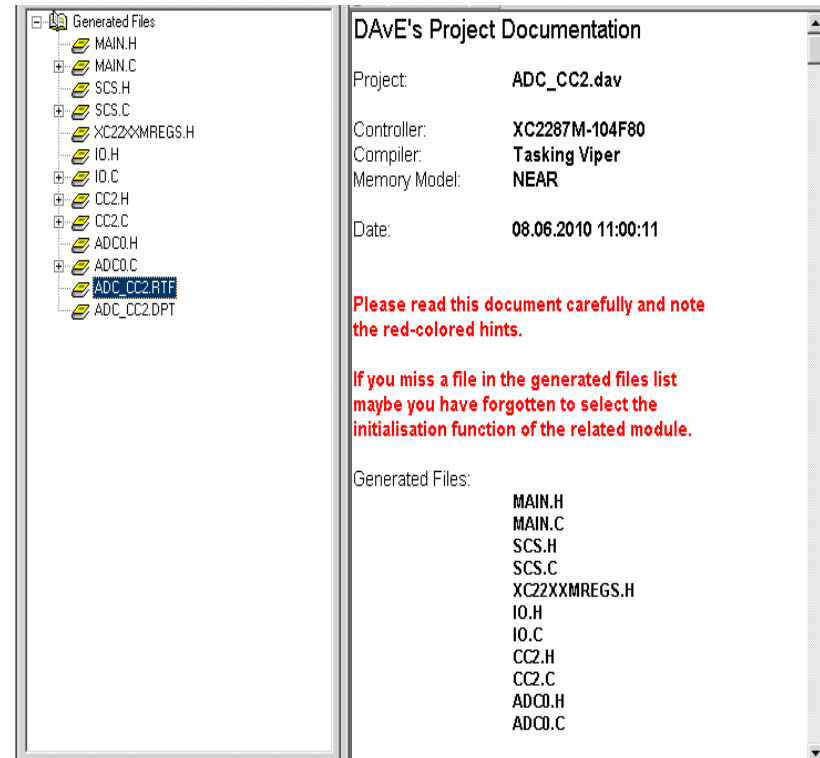 Generated Files
MAIN.H
MAIN.C
SCS.H
SCS.C
XC22XXMREGS.H
IO.H
IO.C
CC2.H
CC2.C
ADC0.H
ADC0.C
ADC_CC2.RTF
ADC_CC2.DPT
DAvE's Project Documentation
Project: ADC_CC2.dav
Controller: XC2287M-104F80
Compiler: Tasking Viper
Memory Model: NEAR
Date: 08.06.2010 11:00:11
Please read this document carefully and note
the red-colored hints.
If you miss a file in the generated files list
maybe you have forgotten to select the
initialisation function of the related module.
Generated Files:
MAIN.H
MAIN.C
SCS.H
SCS.C
XC22XXMREGS.H
IO.H
IO.C
CC2.H
CC2.C
ADC0.H
ADC0.C